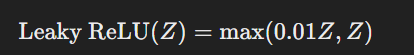 Leaky ReLU(Z) = max(0.01Z, Z)